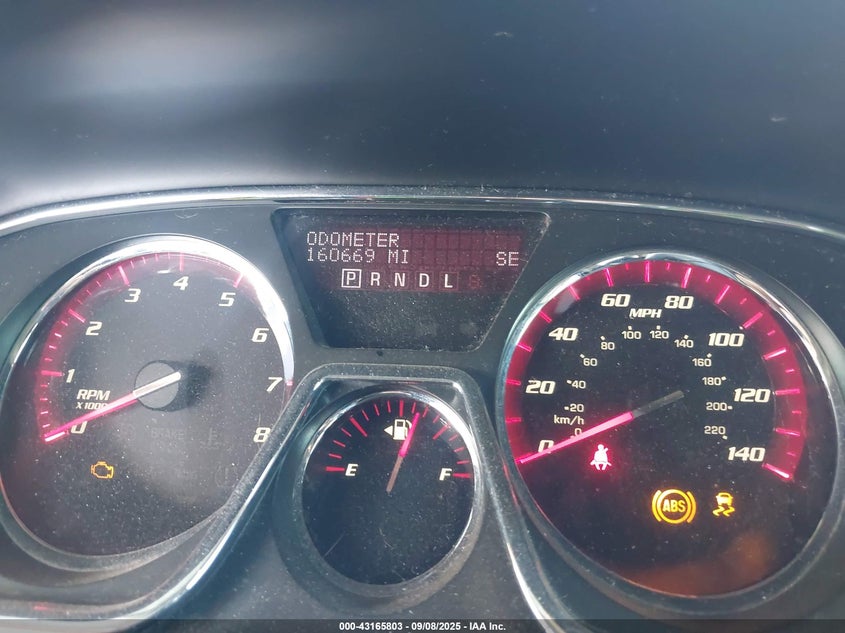 ODOMETER
160669 MI SE
P R N D L
0 1 2 3 4 5 6 7 8
RPM
X1000
E F
0 20 40 60 80 100 120 140
MPH
0 20 40 60 80 100 120 140 160 180 200 220
km/h
ABS
000-43165803 - 09/08/2025 - IAA Inc.